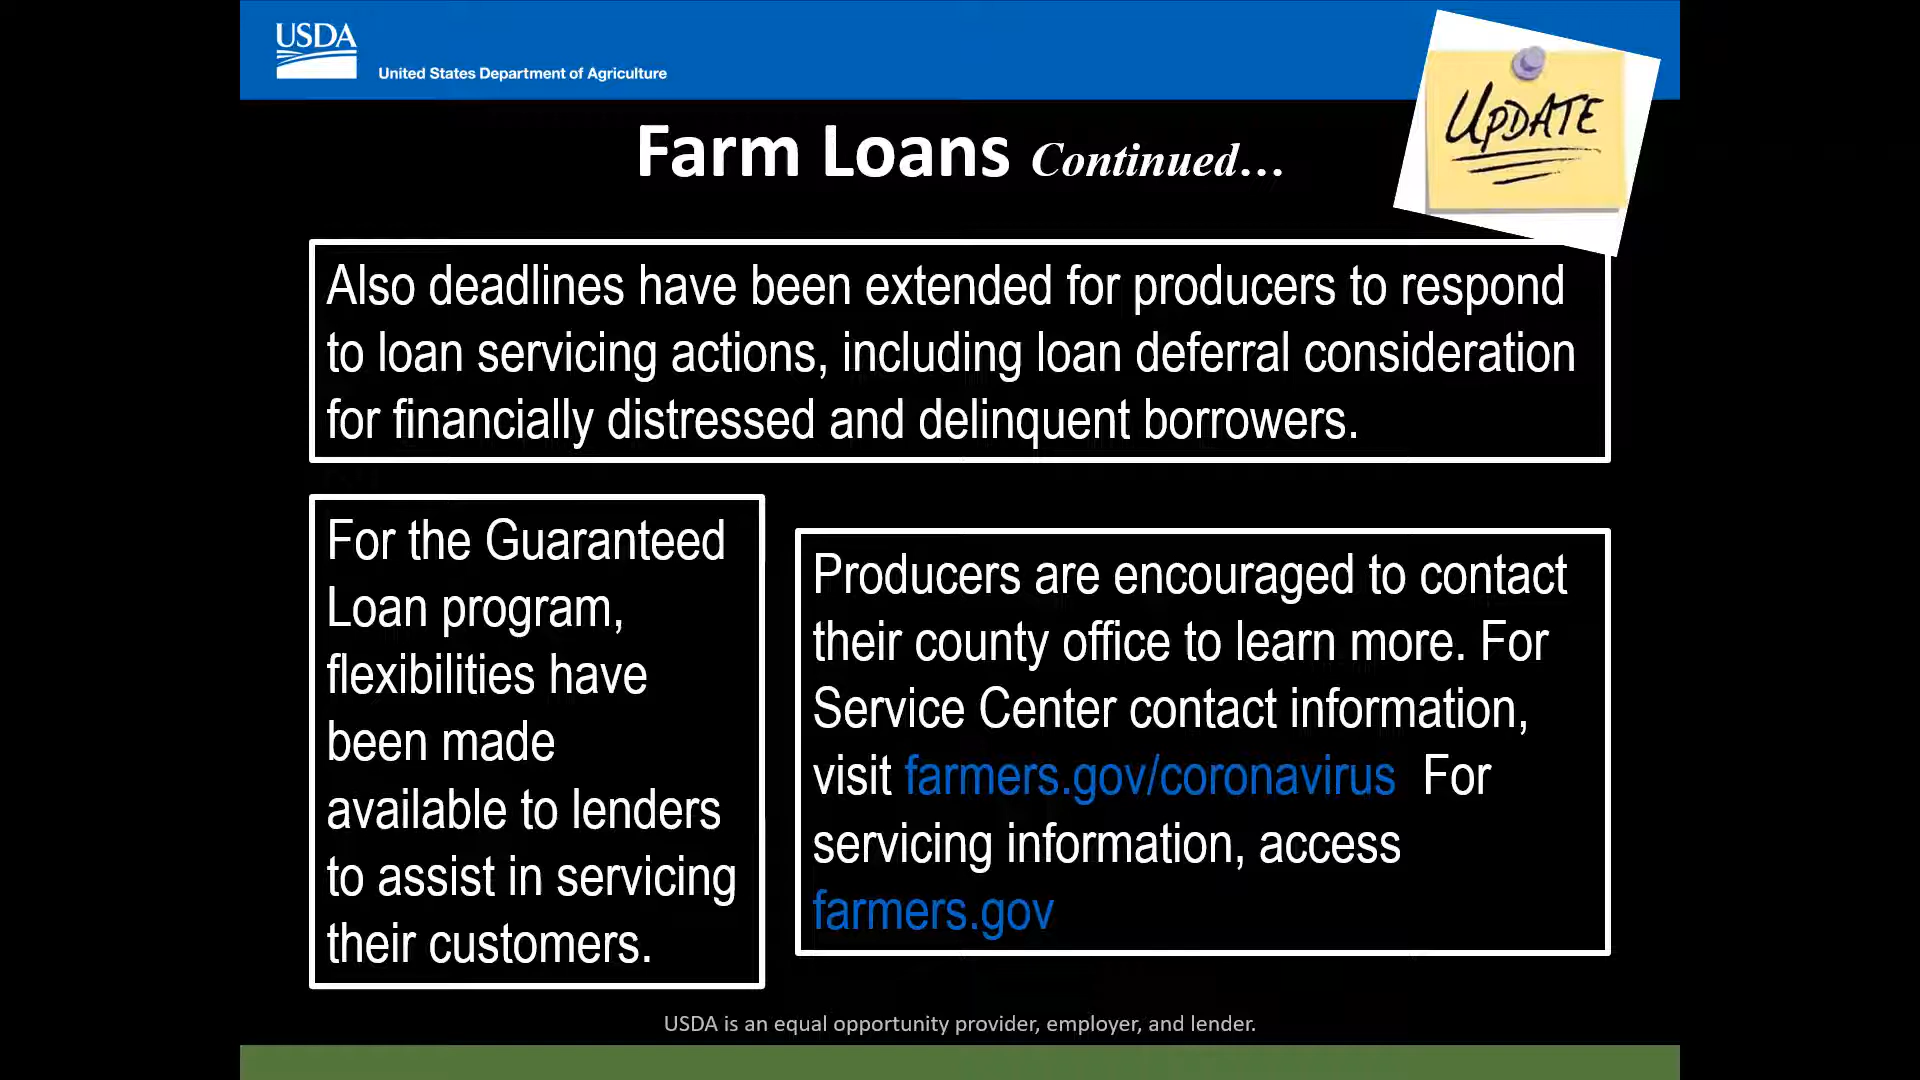 USDA
United States Department of Agriculture
UPDATE
Farm Loans Continued...
Also deadlines have been extended for producers to respond
to loan servicing actions, including loan deferral consideration
for financially distressed and delinquent borrowers.
For the Guaranteed
Loan program,
flexibilities have
been made
available to lenders
to assist in servicing
their customers.
Producers are encouraged to contact
their county office to learn more. For
Service Center contact information,
visit farmers.gov/coronavirus For
servicing information, access
farmers.gov
USDA is an equal opportunity provider, employer, and lender.